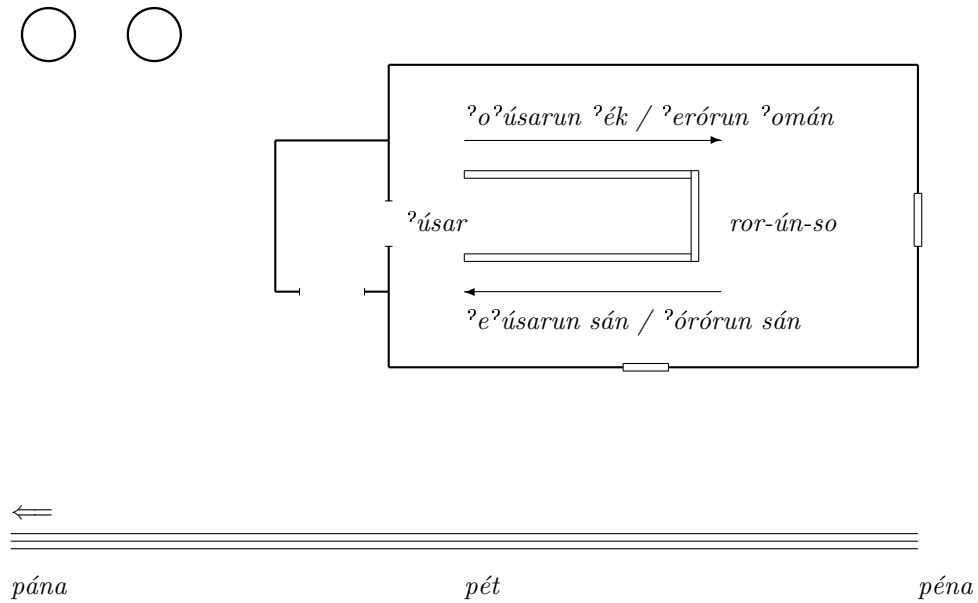 ˀoˀúsarun ˀék / ˀerórun ˀomán
ˀúsar
ror-ún-so
ˀeˀúsarun sán / ˀórórun sán
pána
pét
péna